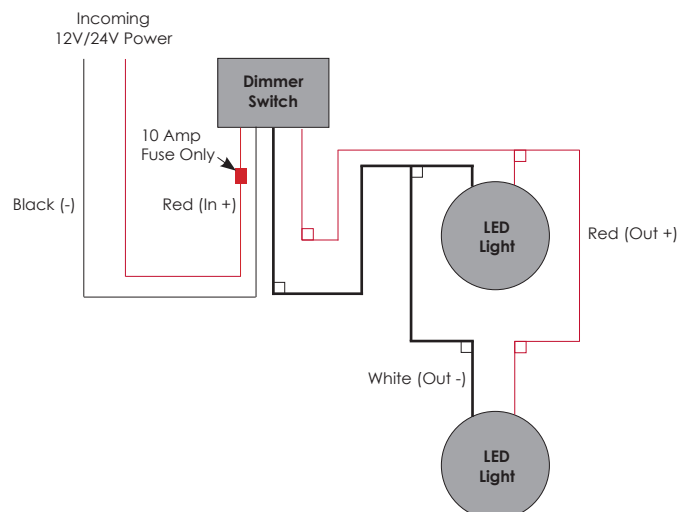 Incoming
12V/24V Power
Dimmer
Switch
10 Amp
Fuse Only
Black (-)
Red (In +)
LED
Light
Red (Out +)
White (Out -)
LED
Light